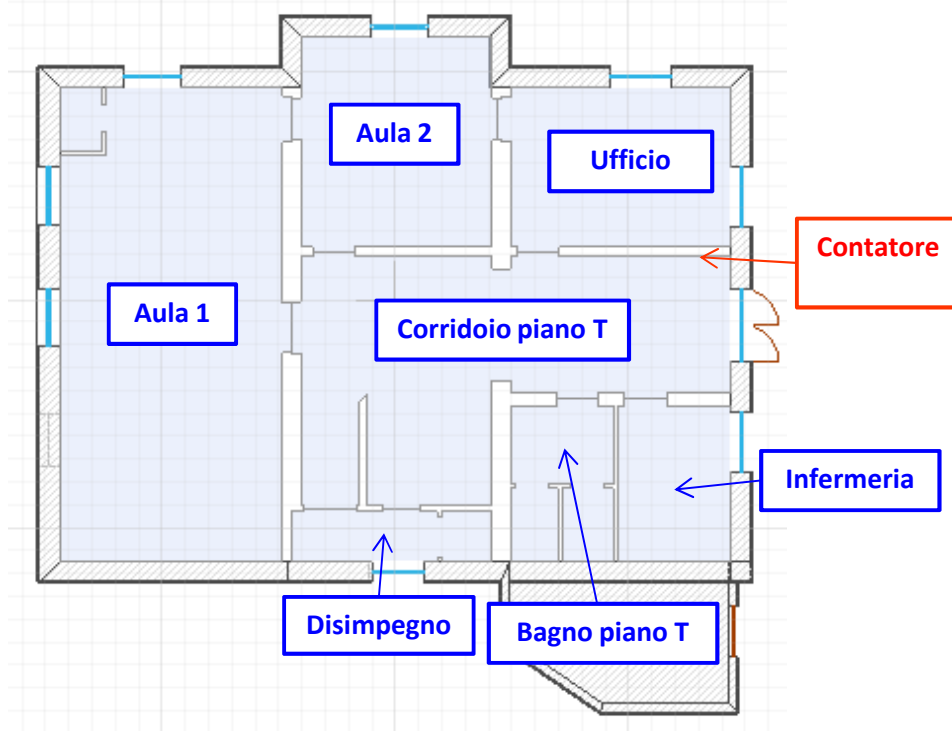 Aula 2
Ufficio
Contatore
Aula 1
Corridoio piano T
Infermeria
Disimpegno
Bagno piano T